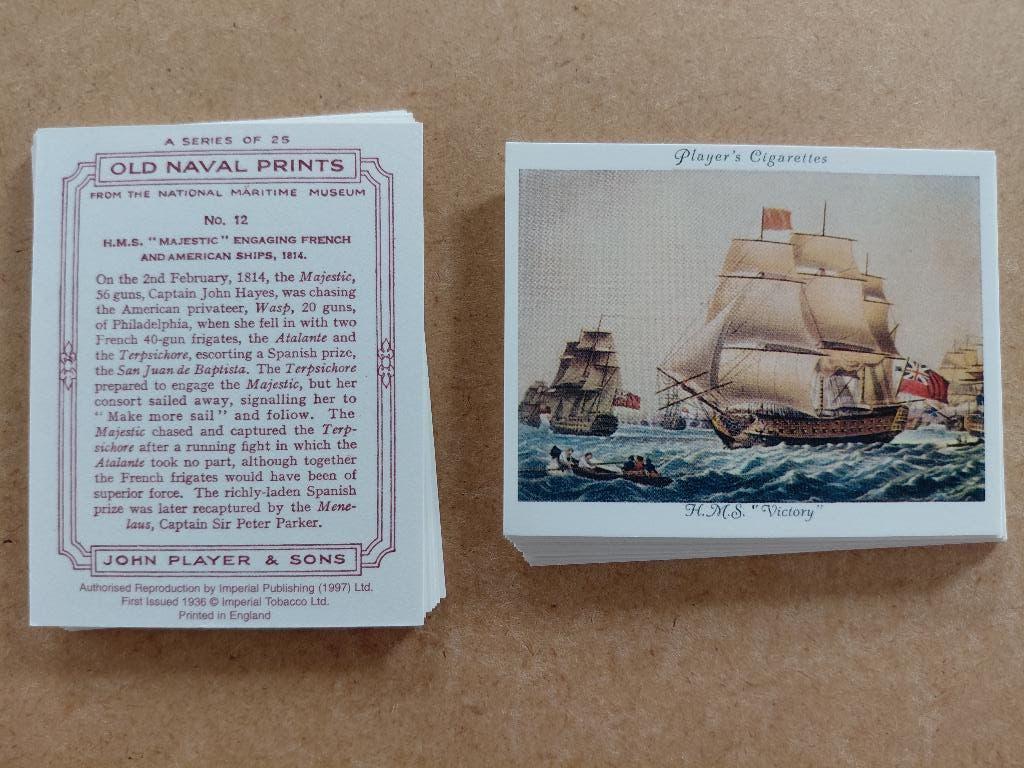 A SERIES OF 25
OLD NAVAL PRINTS
FROM THE NATIONAL MARITIME MUSEUM
No. 12
H.M.S. "MAJESTIC" ENGAGING FRENCH
AND AMERICAN SHIPS, 1814.
On the 2nd February, 1814, the Majestic,
56 guns, Captain John Hayes, was chasing
the American privateer, Wasp, 20 guns,
of Philadelphia, when she fell in with two
French 40-gun frigates, the Atalante and
the Terpsichore, escorting a Spanish prize,
the San Juan de Baptista. The Terpsichore
prepared to engage the Majestic, but her
consort sailed away, signalling her to
"Make more sail" and follow. The
Majestic chased and captured the Terp-
sichore after a running fight in which the
Atalante took no part, although together
the French frigates would have been of
superior force. The richly-laden Spanish
prize was later recaptured by the Mene-
laus, Captain Sir Peter Parker.
JOHN PLAYER & SONS
Authorised Reproduction by Imperial Publishing (1997) Ltd.
First Issued 1936 © Imperial Tobacco Ltd.
Printed in England
Player's Cigarettes
H.M.S. "Victory"